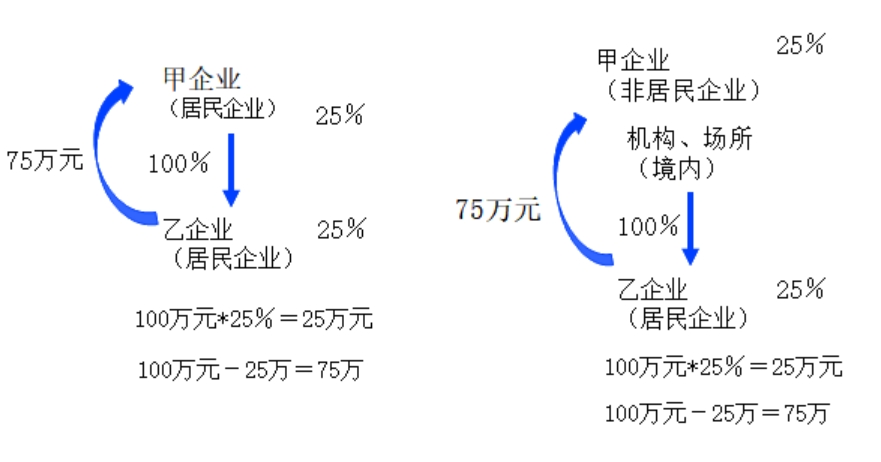 甲企业
（居民企业）
25%
75万元
100%
乙企业
25%
（居民企业）
100万元*25%＝25万元
100万元－25万＝75万
25%
甲企业
（非居民企业）
机构、场所
（境内）
75万元
100%
乙企业
25%
（居民企业）
100万元*25%＝25万元
100万元－25万＝75万